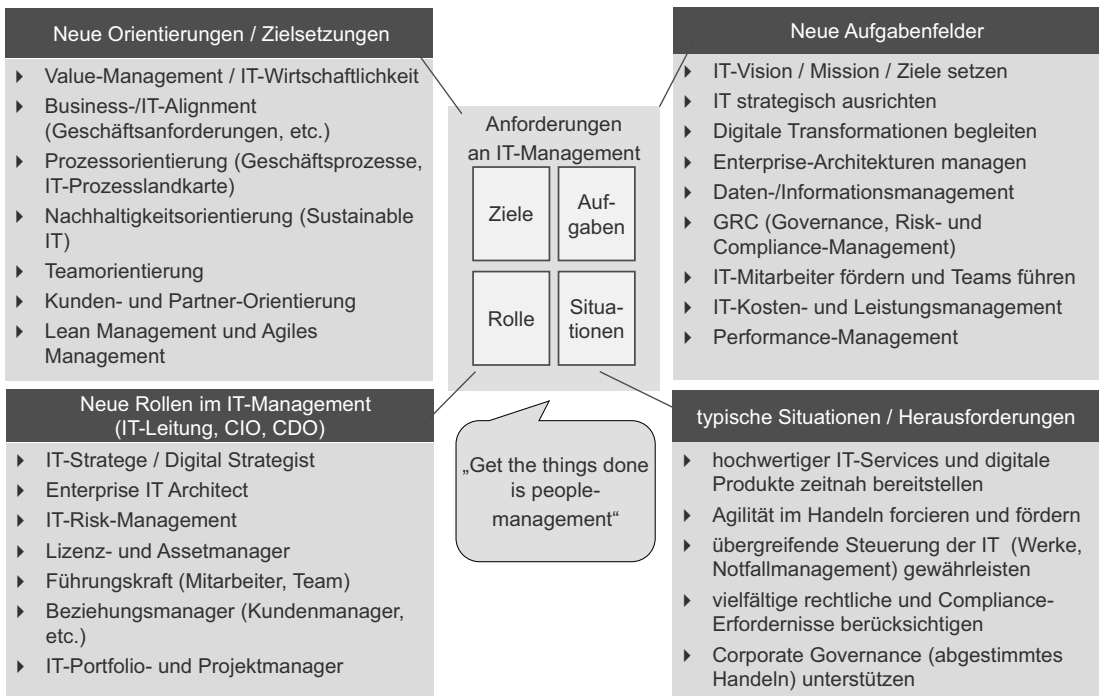 Neue Orientierungen / Zielsetzungen
Value-Management / IT-Wirtschaftlichkeit
Business-/IT-Alignment
(Geschäftsanforderungen, etc.)
Prozessorientierung (Geschäftsprozesse,
IT-Prozesslandkarte)
Nachhaltigkeitsorientierung (Sustainable
IT)
Teamorientierung
Kunden- und Partner-Orientierung
Lean Management und Agiles
Management
Anforderungen
an IT-Management
Ziele
Auf-
gaben
Rolle
Situa-
tionen
Neue Aufgabenfelder
IT-Vision / Mission / Ziele setzen
IT strategisch ausrichten
Digitale Transformationen begleiten
Enterprise-Architekturen managen
Daten-/Informationsmanagement
GRC (Governance, Risk- und
Compliance-Management)
IT-Mitarbeiter fördern und Teams führen
IT-Kosten- und Leistungsmanagement
Performance-Management
Neue Rollen im IT-Management
(IT-Leitung, CIO, CDO)
IT-Stratege / Digital Strategist
Enterprise IT Architect
IT-Risk-Management
Lizenz- und Assetmanager
Führungskraft (Mitarbeiter, Team)
Beziehungsmanager (Kundenmanager,
etc.)
IT-Portfolio- und Projektmanager
„Get the things done
is people-
management“
typische Situationen / Herausforderungen
hochwertiger IT-Services und digitale
Produkte zeitnah bereitstellen
Agilität im Handeln forcieren und fördern
übergreifende Steuerung der IT (Werke,
Notfallmanagement) gewährleisten
vielfältige rechtliche und Compliance-
Erfordernisse berücksichtigen
Corporate Governance (abgestimmtes
Handeln) unterstützen